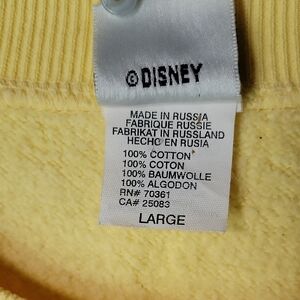 ©DISNEY
MADE IN RUSSIA
FABRIQUE RUSSIE
FABRIKAT IN RUSSLAND
HECHO EN RUSIA
100% COTTON
100% COTON
100% BAUMWOLLE
100% ALGODON
RN# 70361
CA# 25083
LARGE